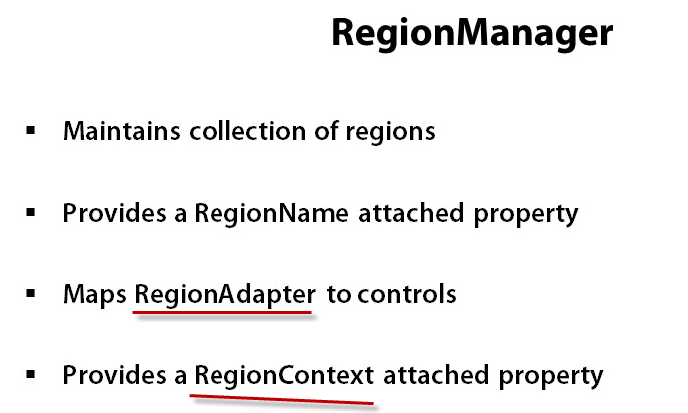 RegionManager
▪ Maintains collection of regions
▪ Provides a RegionName attached property
▪ Maps RegionAdapter to controls
▪ Provides a RegionContext attached property